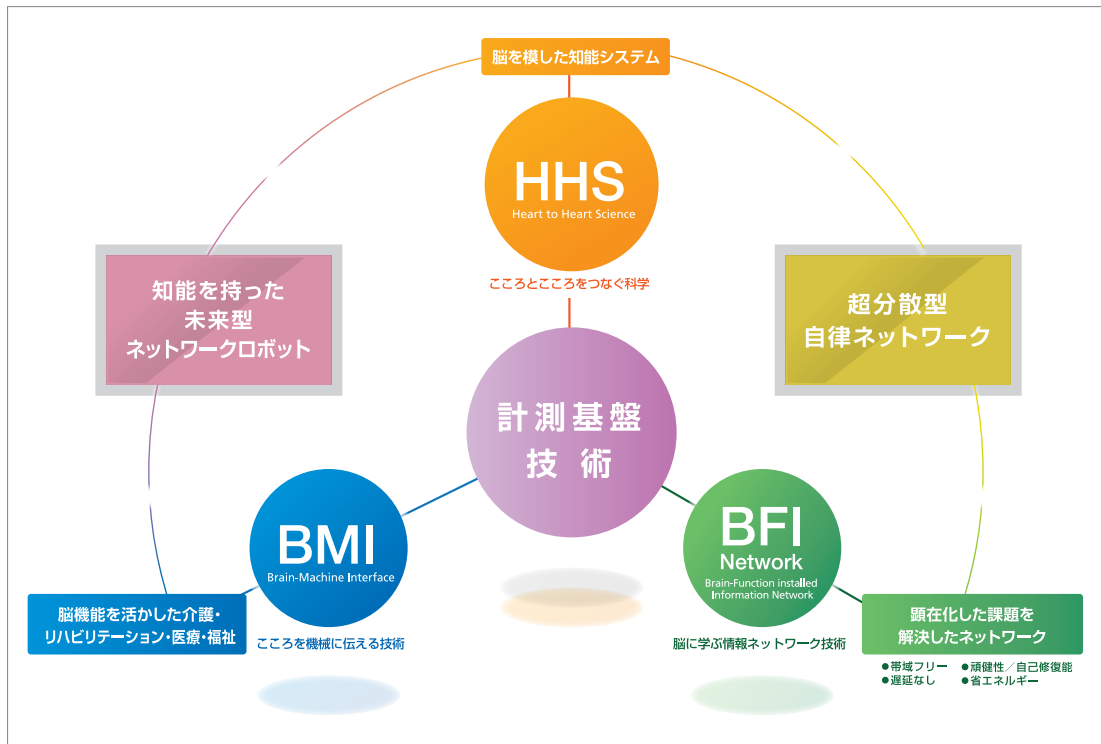 脳を模した知能システム
HHS
Heart to Heart Science
こころとこころをつなぐ科学
知能を持った
未来型
ネットワークロボット
超分散型
自律ネットワーク
計測基盤
技術
BMI
Brain-Machine Interface
こころを機械に伝える技術
脳機能を活かした介護・
リハビリテーション・医療・福祉
BFI
Network
Brain-Function installed
Information Network
脳に学ぶ情報ネットワーク技術
顕在化した課題を
解決したネットワーク
●帯域フリー ●頑健性／自己修復能
●遅延なし ●省エネルギー